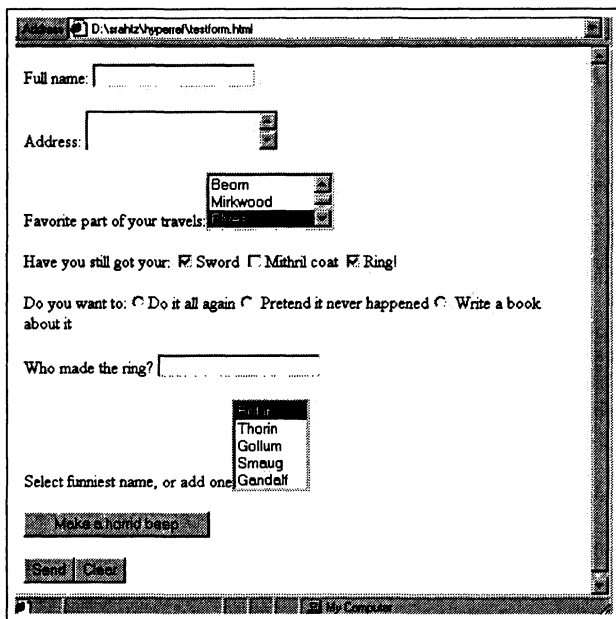 Address D:\srahtz\hyperref\testform.html
Full name:
Address:
Beorn
Mirkwood
Favorite part of your travels:
Have you still got your: Sword Mithril coat Ring!
Do you want to: Do it all again Pretend it never happened Write a book
about it
Who made the ring?
Thorin
Gollum
Smaug
Select funniest name, or add one Gandalf
Make a horrid beep
Send Clear
My Computer